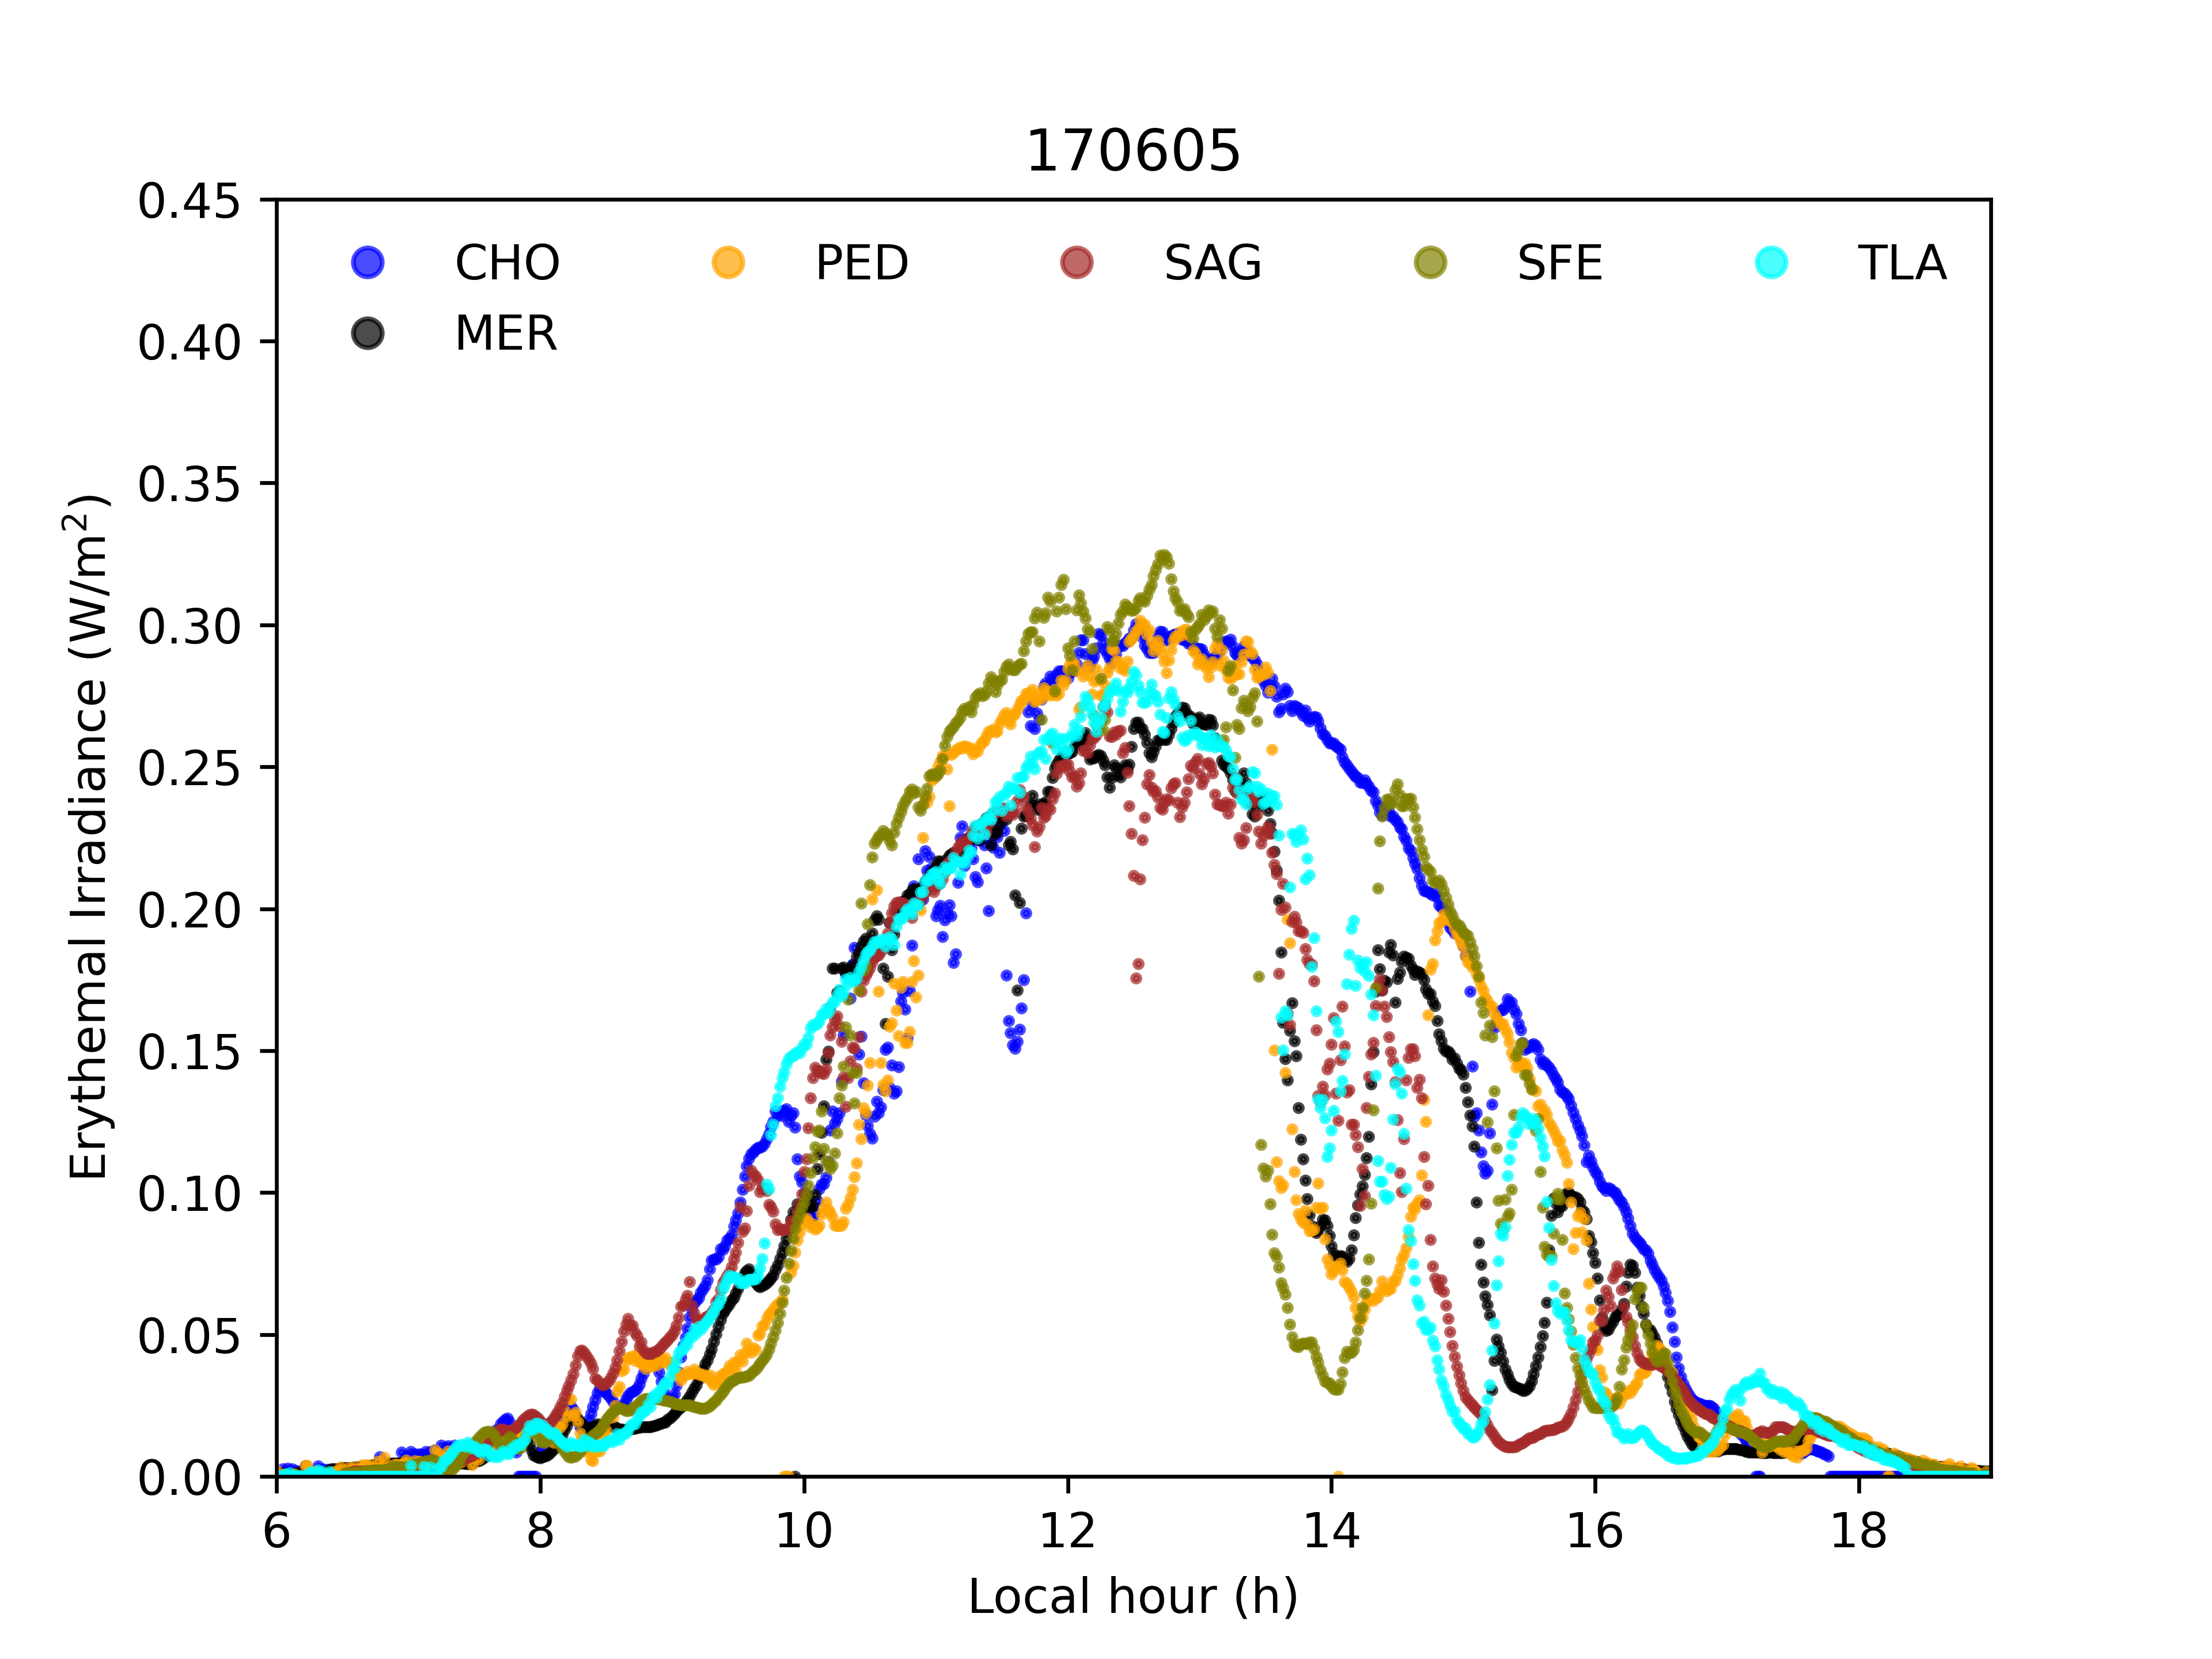 170605
0.45
0.40
0.35
0.30
0.25
0.20
0.15
0.10
0.05
0.00
Erythemal Irradiance (W/m²)
CHO PED SAG SFE TLA
MER
6 8 10 12 14 16 18
Local hour (h)